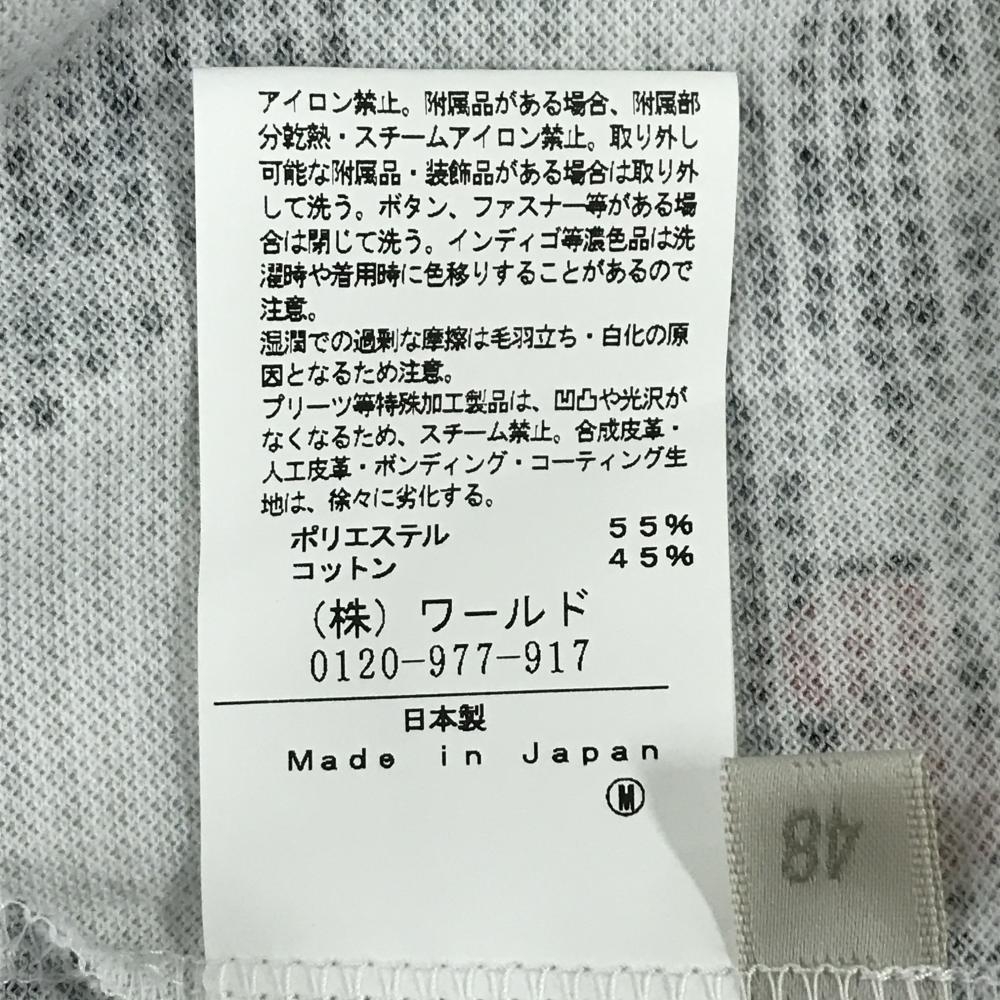 アイロン禁止。附属品がある場合、附属部
分乾熱・スチームアイロン禁止。取り外し
可能な附属品・装飾品がある場合は取り外
して洗う。ボタン、ファスナー等がある場
合は閉じて洗う。インディゴ等濃色品は洗
濯時や着用時に色移りすることがあるので
注意。
湿潤での過剰な摩擦は毛羽立ち・白化の原
因となるため注意。
プリーツ等特殊加工製品は、凹凸や光沢が
なくなるため、スチーム禁止。合成皮革・
人工皮革・ボンディング・コーティング生
地は、徐々に劣化する。
ポリエステル 55%
コットン 45%
(株) ワールド
0120-977-917
日本製
Made in Japan
M
48